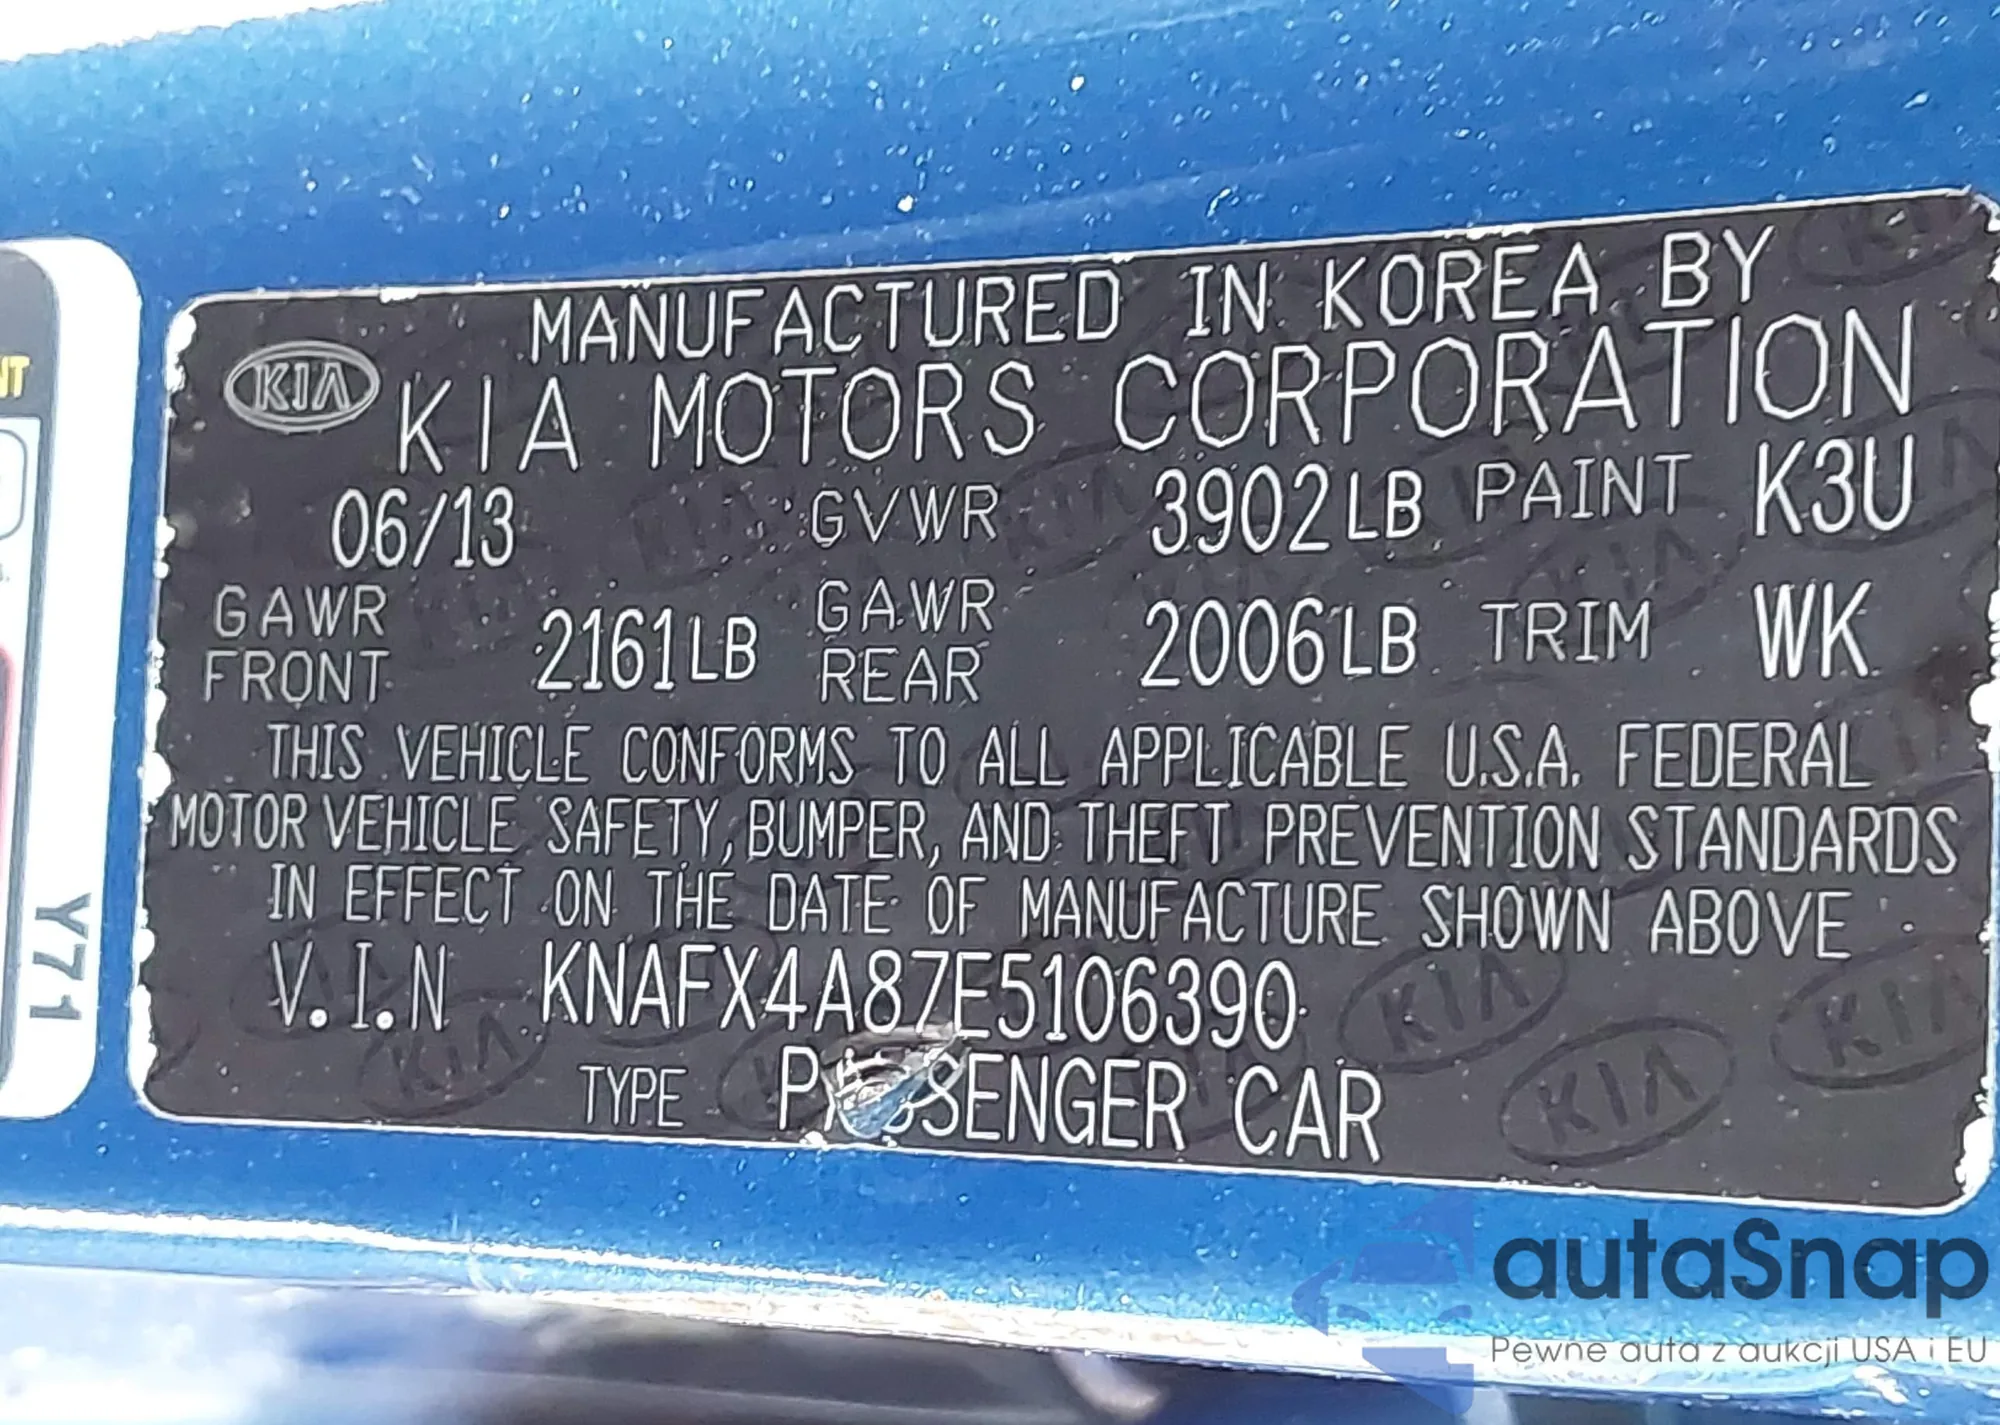 MANUFACTURED IN KOREA BY
KIA KIA MOTORS CORPORATION
06/13 GVWR 3902LB PAINT K3U
GAWR FRONT 2161LB GAWR REAR 2006LB TRIM WK
THIS VEHICLE CONFORMS TO ALL APPLICABLE U.S.A. FEDERAL
MOTOR VEHICLE SAFETY, BUMPER, AND THEFT PREVENTION STANDARDS
IN EFFECT ON THE DATE OF MANUFACTURE SHOWN ABOVE
V.I.N KNAFX4A87E5106390
TYPE PASSENGER CAR
Y71
autaSnap
Pewne auta z aukcji USA i EU